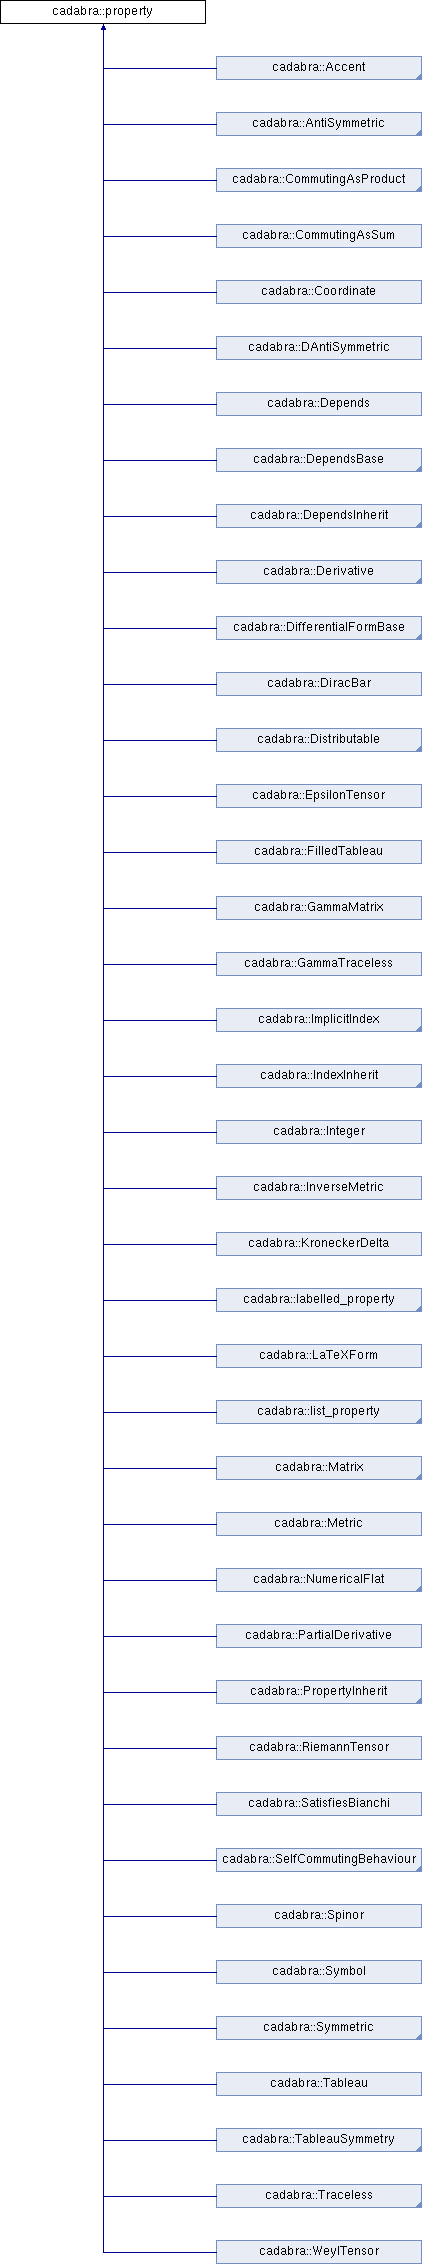 cadabra::property
cadabra::Accent
cadabra::AntiSymmetric
cadabra::CommutingAsProduct
cadabra::CommutingAsSum
cadabra::Coordinate
cadabra::DAntiSymmetric
cadabra::Depends
cadabra::DependsBase
cadabra::DependsInherit
cadabra::Derivative
cadabra::DifferentialFormBase
cadabra::DiracBar
cadabra::Distributable
cadabra::EpsilonTensor
cadabra::FilledTableau
cadabra::GammaMatrix
cadabra::GammaTraceless
cadabra::ImplicitIndex
cadabra::IndexInherit
cadabra::Integer
cadabra::InverseMetric
cadabra::KroneckerDelta
cadabra::labelled_property
cadabra::LaTeXForm
cadabra::list_property
cadabra::Matrix
cadabra::Metric
cadabra::NumericalFlat
cadabra::PartialDerivative
cadabra::PropertyInherit
cadabra::RiemannTensor
cadabra::SatisfiesBianchi
cadabra::SelfCommutingBehaviour
cadabra::Spinor
cadabra::Symbol
cadabra::Symmetric
cadabra::Tableau
cadabra::TableauSymmetry
cadabra::Traceless
cadabra::WeylTensor